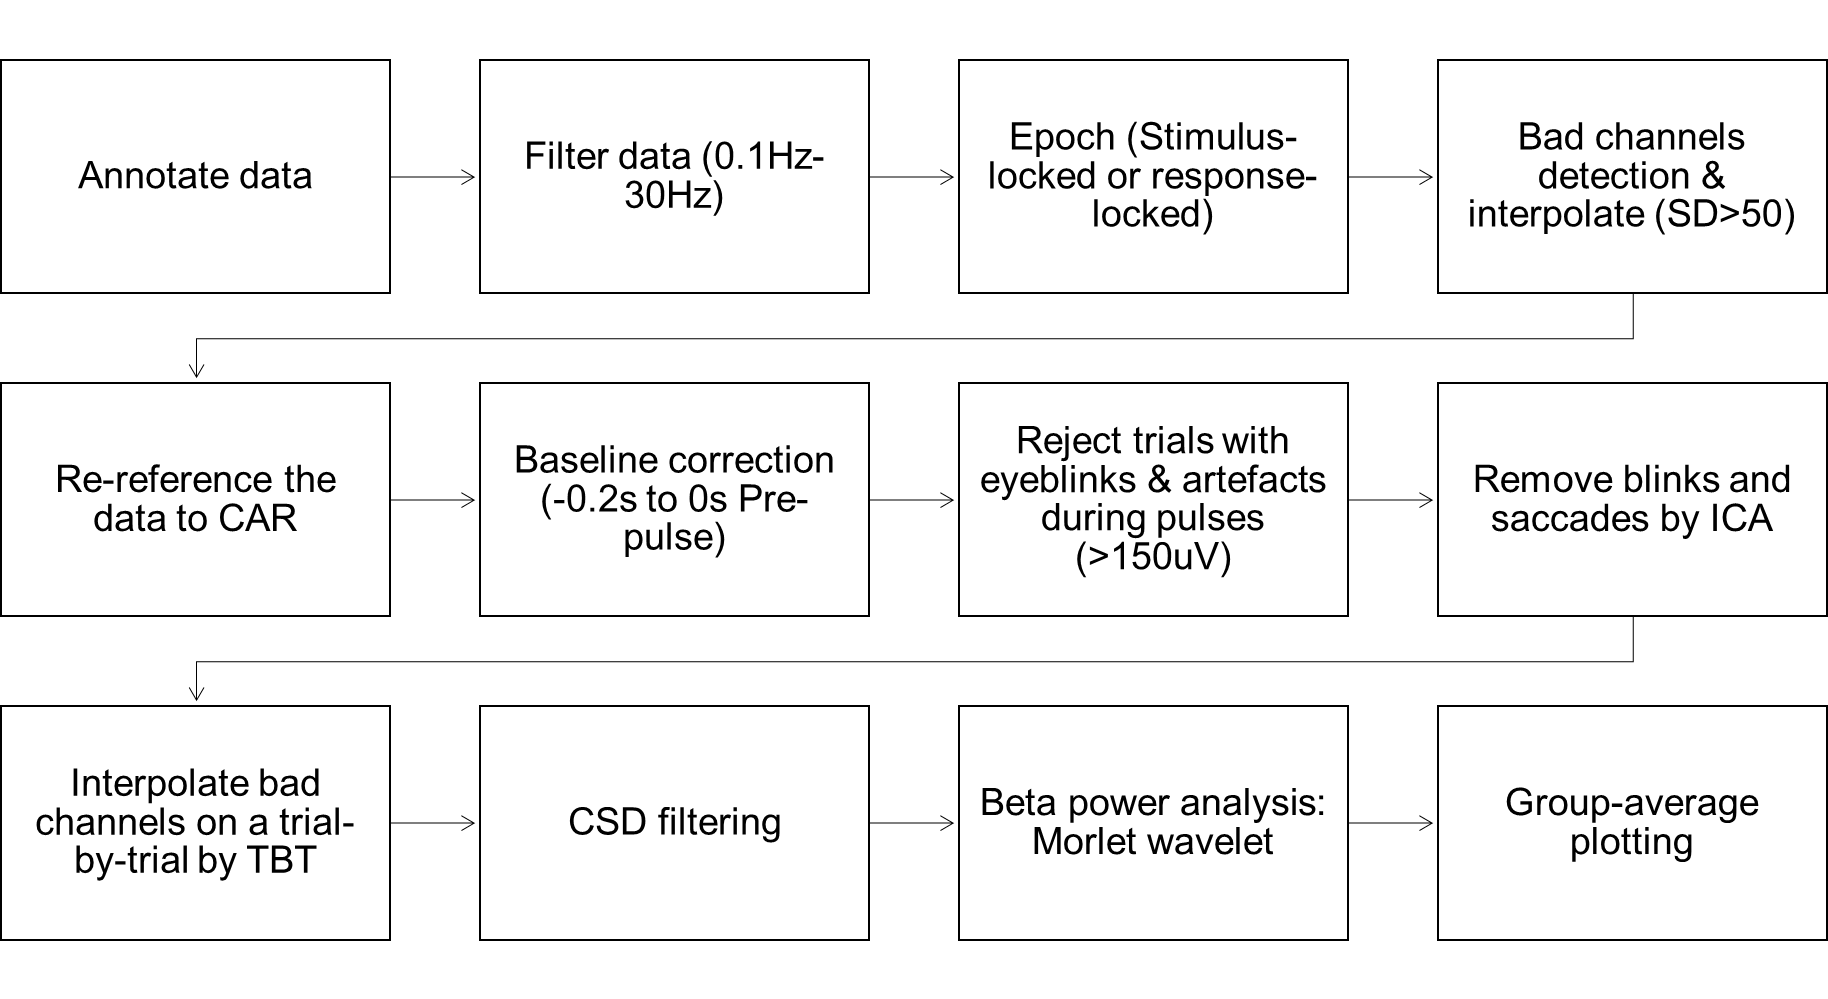 Annotate data
Filter data (0.1Hz-
30Hz)
Epoch (Stimulus-
locked or response-
locked)
Bad channels
detection &
interpolate (SD>50)
Re-reference the
data to CAR
Baseline correction
(-0.2s to 0s Pre-
pulse)
Reject trials with
eyeblinks & artefacts
during pulses
(>150uV)
Remove blinks and
saccades by ICA
Interpolate bad
channels on a trial-
by-trial by TBT
CSD filtering
Beta power analysis:
Morlet wavelet
Group-average
plotting